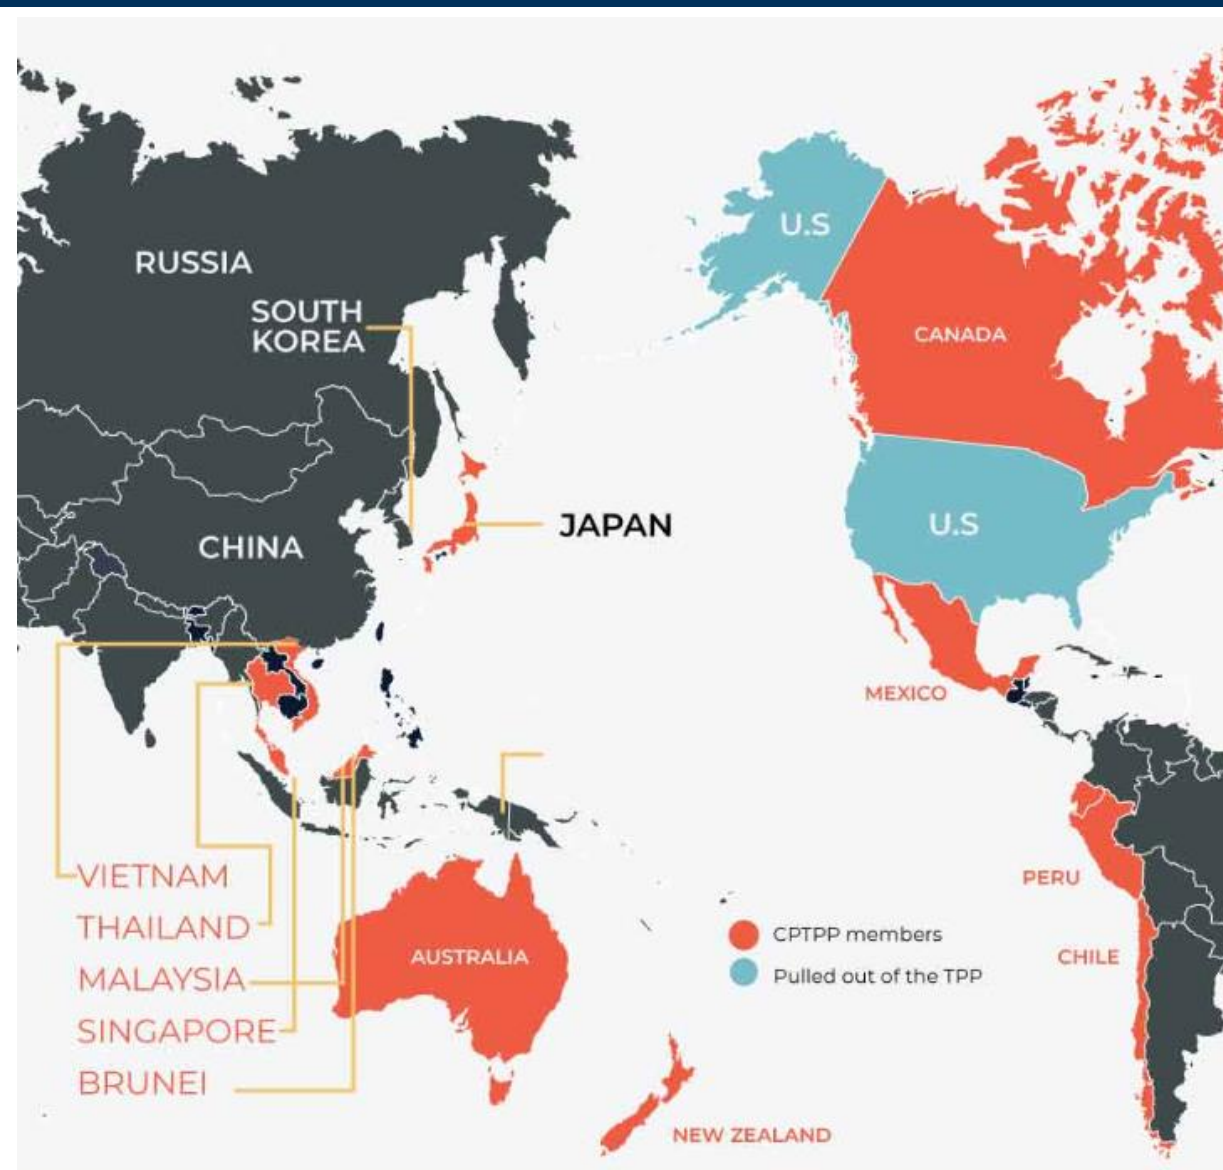 RUSSIA
SOUTH
KOREA
CHINA
JAPAN
U.S
CANADA
U.S
MEXICO
PERU
CHILE
VIETNAM
THAILAND
MALAYSIA
SINGAPORE
BRUNEI
AUSTRALIA
NEW ZEALAND
CPTPP members
Pulled out of the TPP